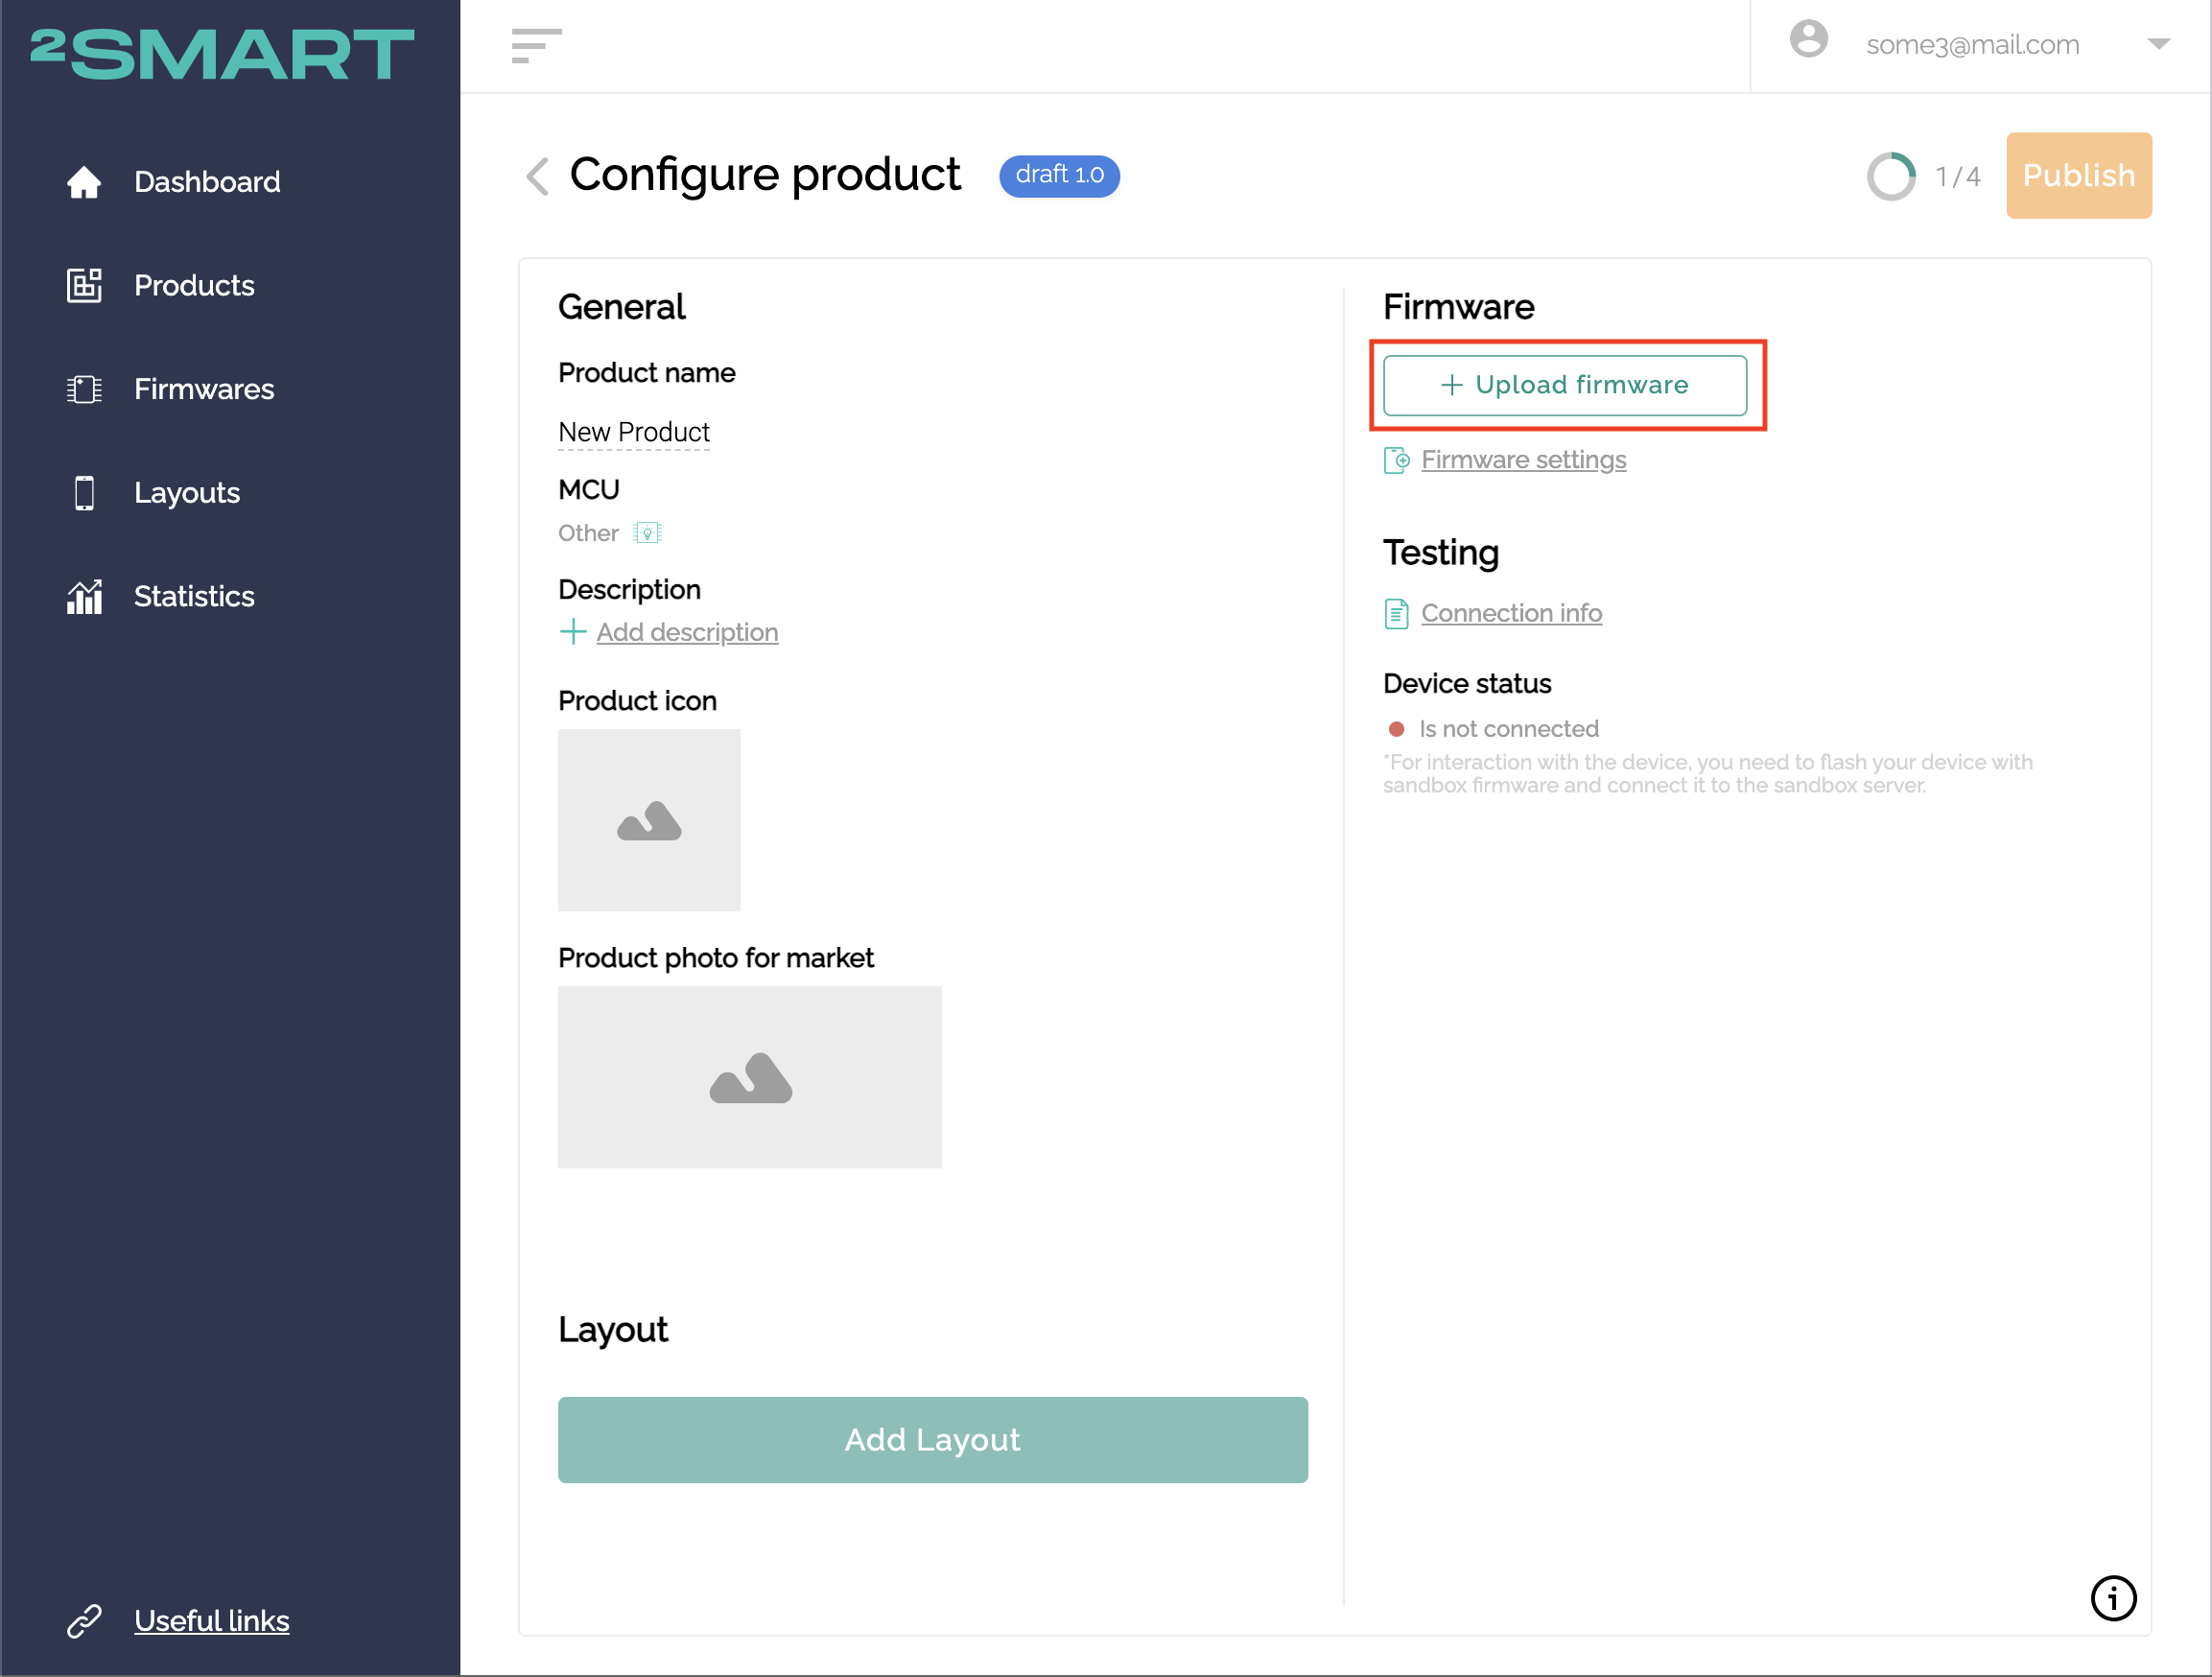 2SMART
Dashboard
Products
Firmwares
Layouts
Statistics
Useful links
some3@mail.com
Configure product
draft 1.0
1/4
Publish
General
Product name
New Product
MCU
Other
Description
Add description
Product icon
Product photo for market
Layout
Add Layout
Firmware
+ Upload firmware
Firmware settings
Testing
Connection info
Device status
Is not connected
*For interaction with the device, you need to flash your device with
sandbox firmware and connect it to the sandbox server.